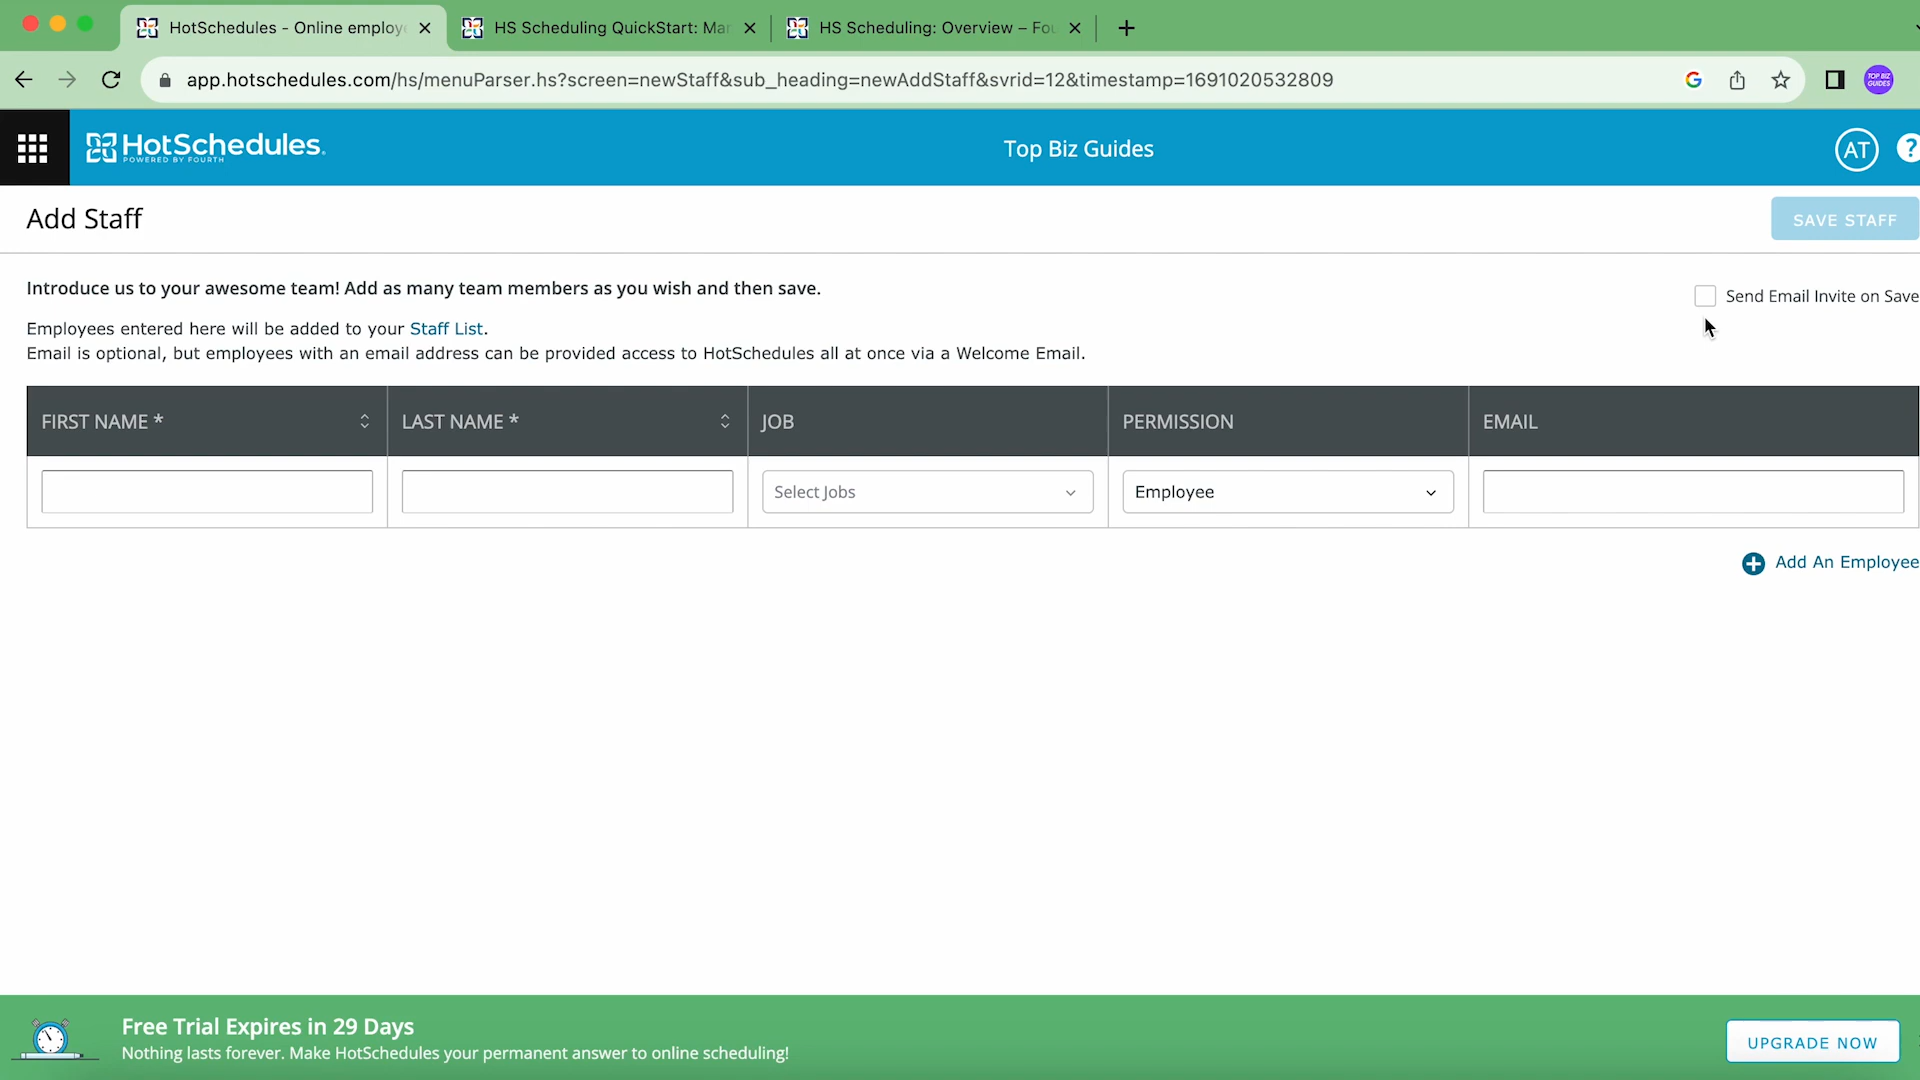 HotSchedules - Online employ
HS Scheduling QuickStart: Mar
HS Scheduling: Overview – Fou
app.hotschedules.com/hs/menuParser.hs?screen=newStaff&sub_heading=newAddStaff&svrid=12&timestamp=1691020532809
TOP BIZ
GUIDES
HotSchedules.
POWERED BY FOURTH
Top Biz Guides
AT
?
Add Staff
SAVE STAFF
Introduce us to your awesome team! Add as many team members as you wish and then save.
Send Email Invite on Save
Employees entered here will be added to your Staff List.
Email is optional, but employees with an email address can be provided access to HotSchedules all at once via a Welcome Email.
FIRST NAME * LAST NAME * JOB PERMISSION EMAIL
Select Jobs Employee
Add An Employee
Free Trial Expires in 29 Days
Nothing lasts forever. Make HotSchedules your permanent answer to online scheduling!
UPGRADE NOW